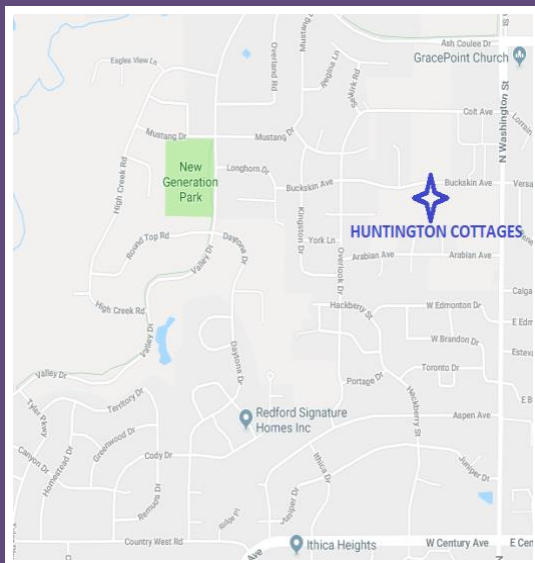 Ash Coulee Dr
GracePoint Church
N Washington St
Eagles View Ln
Mustang Ln
Overland Rd
Regina Ln
Selkirk Rd
Colt Ave
Lorrain
Mustang Dr
Mustang Dr
New
Generation
Park
Longhorn Dr
Buckskin Ave
Buckskin Ave
Versa
High Creek Rd
HUNTINGTON COTTAGES
Kingston Dr
York Ln
Arabian Ave
Arabian Ave
Round Top Rd
Valley Dr
Daytona Dr
Overlook Dr
Calga
High Creek Rd
Hackberry St
W Edmonton Dr
E Edm
Valley Dr
W Brandon Dr
Esteva
Daytona Dr
Toronto Dr
Valley Dr
Portage Dr
E B
Tyler Pkwy
Territory Dr
Redford Signature
Homes Inc
Hackberry St
Aspen Ave
Greenwood Dr
Canyon Dr
Homestead Dr
Cody Dr
Ithica Dr
Juniper Dr
Remuda Dr
Ridge Pl
Juniper Dr
Country West Rd
Ave
Ithica Heights
W Century Ave
E Cen